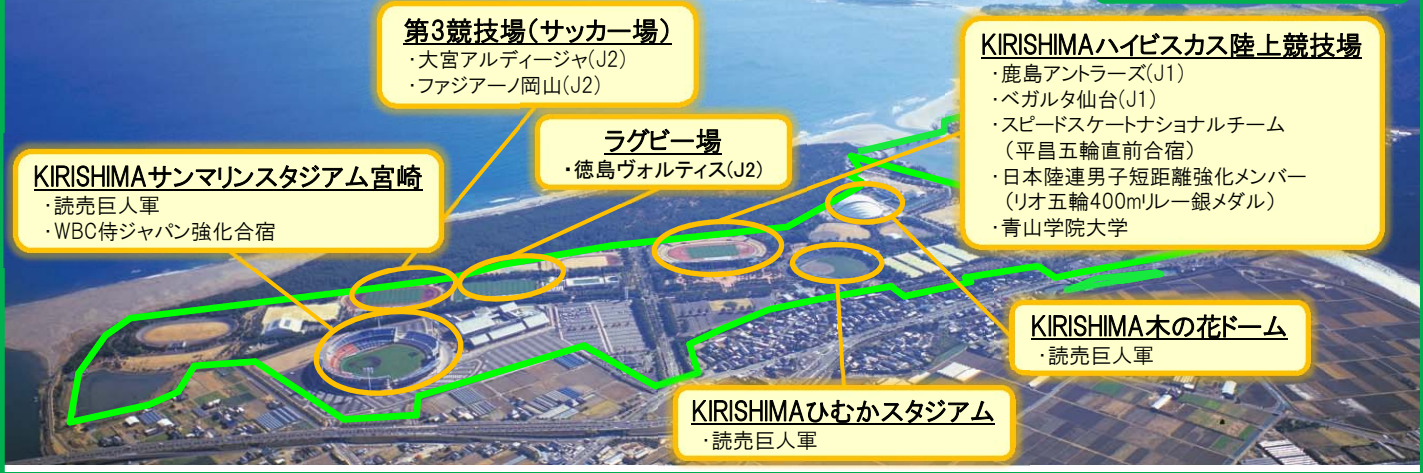 第3競技場(サッカー場)
・大宮アルディージャ(J2)
・ファジアーノ岡山(J2)
KIRISHIMAハイビスカス陸上競技場
・鹿島アントラーズ(J1)
・ベガルタ仙台(J1)
・スピードスケートナショナルチーム
（平昌五輪直前合宿）
・日本陸連男子短距離強化メンバー
（リオ五輪400mリレー銀メダル）
・青山学院大学
ラグビー場
・徳島ヴォルティス(J2)
KIRISHIMAサンマリンスタジアム宮崎
・読売巨人軍
・WBC侍ジャパン強化合宿
KIRISHIMA木の花ドーム
・読売巨人軍
KIRISHIMAひむかスタジアム
・読売巨人軍